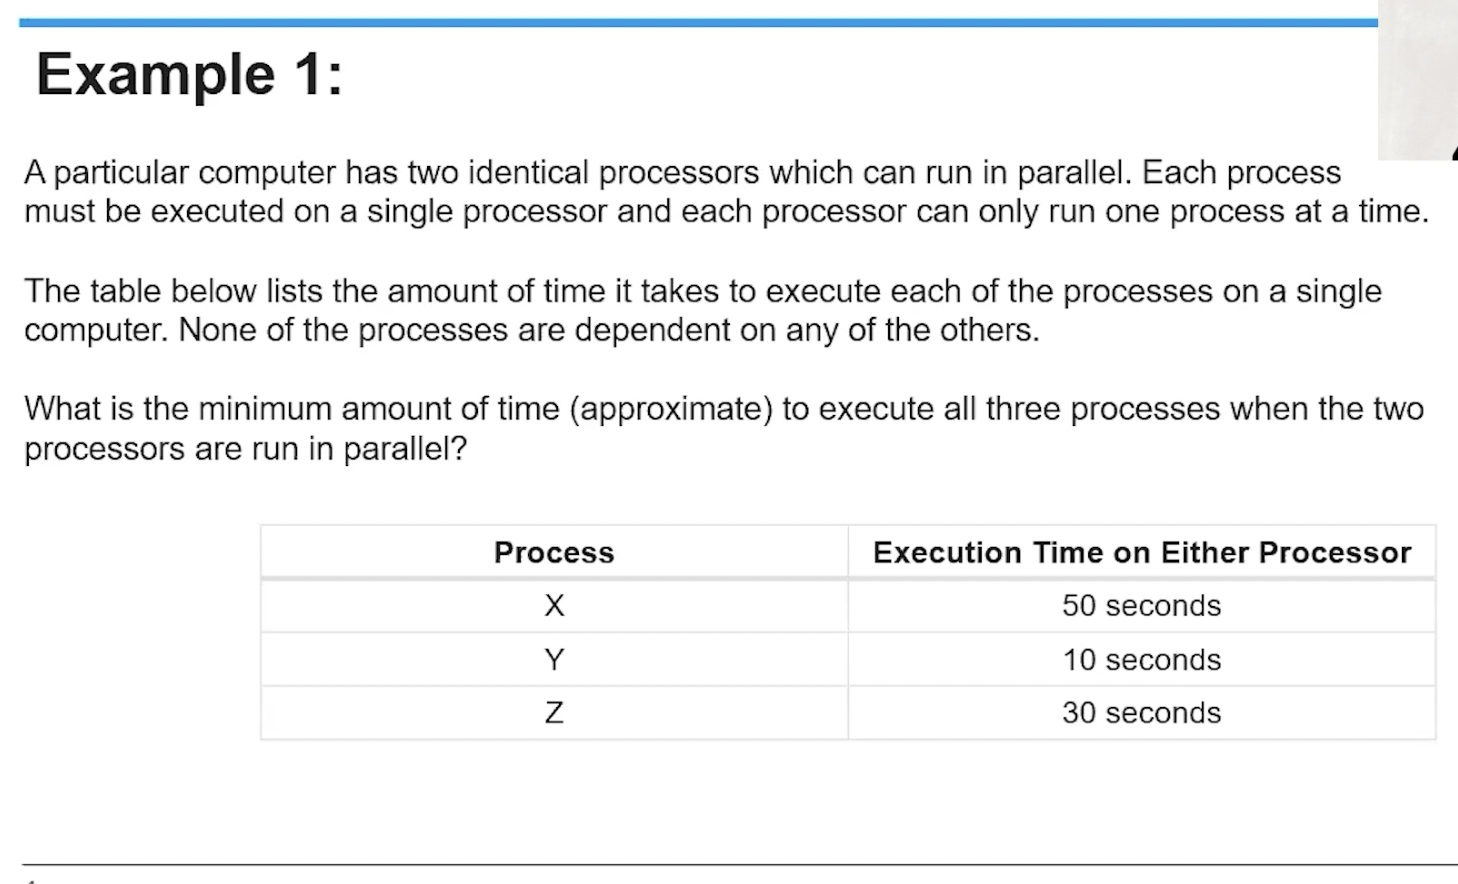 Example 1:
A particular computer has two identical processors which can run in parallel. Each process
must be executed on a single processor and each processor can only run one process at a time.
The table below lists the amount of time it takes to execute each of the processes on a single
computer. None of the processes are dependent on any of the others.
What is the minimum amount of time (approximate) to execute all three processes when the two
processors are run in parallel?
Process Execution Time on Either Processor
X 50 seconds
Y 10 seconds
Z 30 seconds